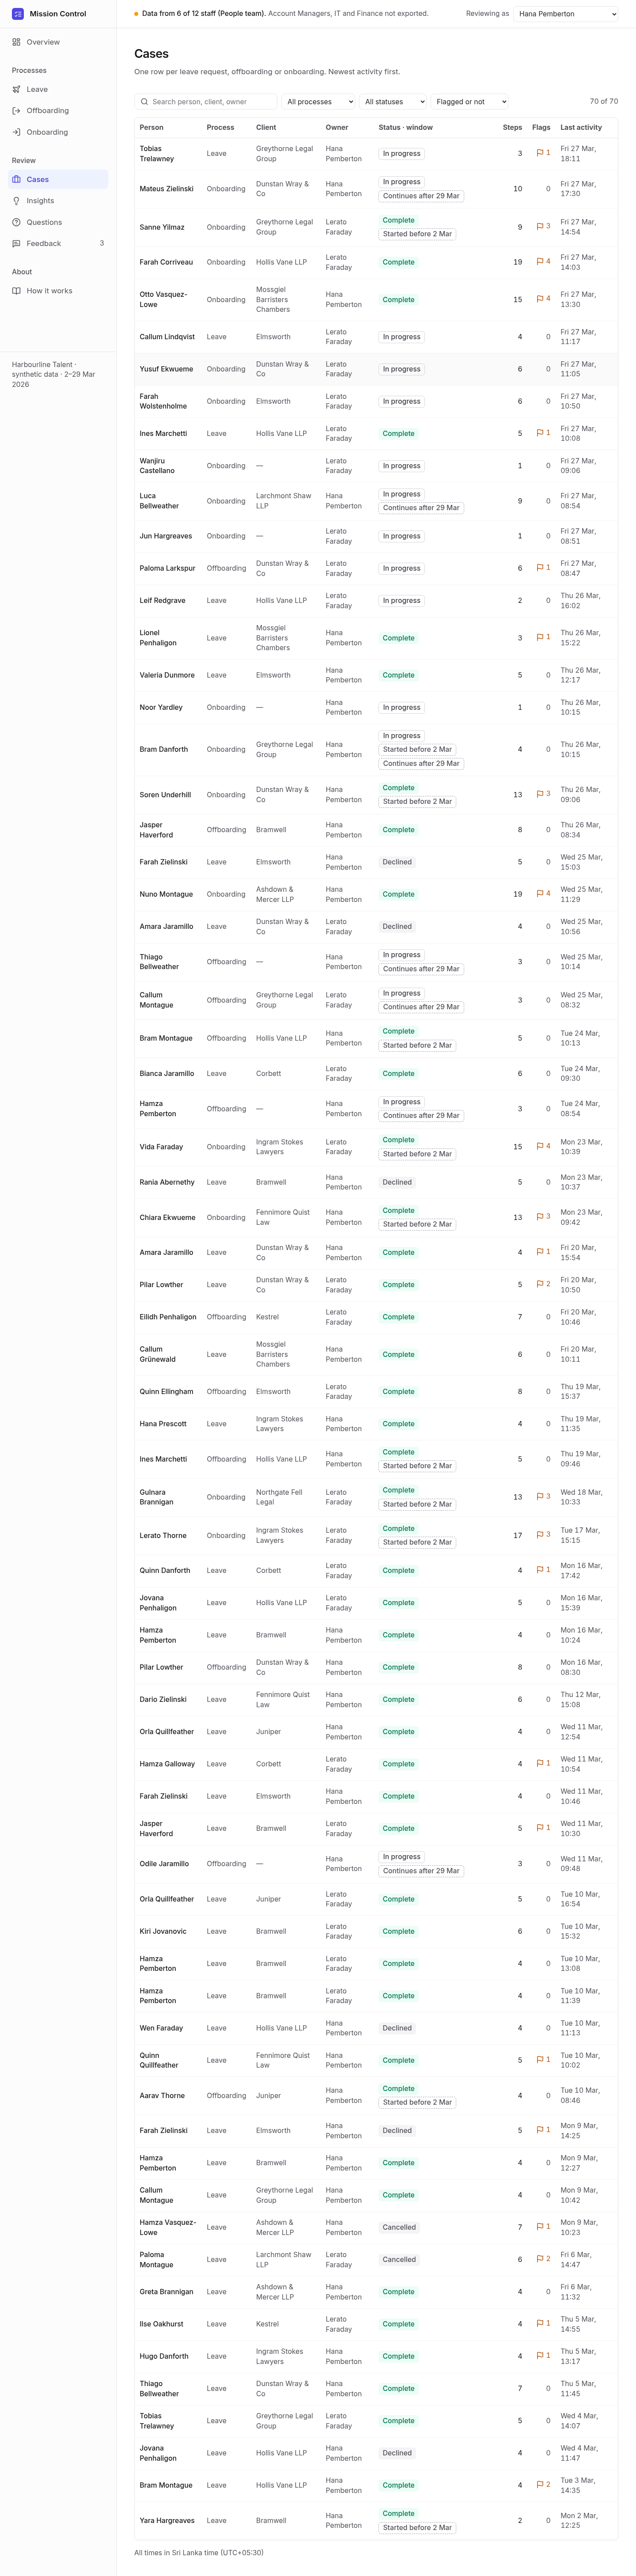 Mission Control
Data from 6 of 12 staff (People team). Account Managers, IT and Finance not exported.
Reviewing as Hana Pemberton
Overview
Processes
Leave
Offboarding
Onboarding
Review
Cases
Insights
Questions
Feedback 3
About
How it works
Harbourline Talent ·
synthetic data · 2–29 Mar
2026
Cases
One row per leave request, offboarding or onboarding. Newest activity first.
Search person, client, owner All processes All statuses Flagged or not 70 of 70
Person Process Client Owner Status · window Steps Flags Last activity
Tobias Trelawney Leave Greythorne Legal Group Hana Pemberton In progress 3 1 Fri 27 Mar, 18:11
Mateus Zielinski Onboarding Dunstan Wray & Co Hana Pemberton In progress Continues after 29 Mar 10 0 Fri 27 Mar, 17:30
Sanne Yilmaz Onboarding Greythorne Legal Group Lerato Faraday Complete Started before 2 Mar 9 3 Fri 27 Mar, 14:54
Farah Corriveau Onboarding Hollis Vane LLP Lerato Faraday Complete 19 4 Fri 27 Mar, 14:03
Otto Vasquez-Lowe Onboarding Mossgiel Barristers Chambers Hana Pemberton Complete 15 4 Fri 27 Mar, 13:30
Callum Lindqvist Leave Elmsworth Lerato Faraday In progress 4 0 Fri 27 Mar, 11:17
Yusuf Ekwueme Onboarding Dunstan Wray & Co Lerato Faraday In progress 6 0 Fri 27 Mar, 11:05
Farah Wolstenholme Onboarding Elmsworth Lerato Faraday In progress 6 0 Fri 27 Mar, 10:50
Ines Marchetti Leave Hollis Vane LLP Lerato Faraday Complete 5 1 Fri 27 Mar, 10:08
Wanjiru Castellano Onboarding — Lerato Faraday In progress 1 0 Fri 27 Mar, 09:06
Luca Bellweather Onboarding Larchmont Shaw LLP Hana Pemberton In progress Continues after 29 Mar 9 0 Fri 27 Mar, 08:54
Jun Hargreaves Onboarding — Lerato Faraday In progress 1 0 Fri 27 Mar, 08:51
Paloma Larkspur Offboarding Dunstan Wray & Co Lerato Faraday In progress 6 1 Fri 27 Mar, 08:47
Leif Redgrave Leave Hollis Vane LLP Lerato Faraday In progress 2 0 Thu 26 Mar, 16:02
Lionel Penhaligon Leave Mossgiel Barristers Chambers Hana Pemberton Complete 3 1 Thu 26 Mar, 15:22
Valeria Dunmore Leave Elmsworth Hana Pemberton Complete 5 0 Thu 26 Mar, 12:17
Noor Yardley Onboarding — Hana Pemberton In progress 1 0 Thu 26 Mar, 10:15
Bram Danforth Onboarding Greythorne Legal Group Hana Pemberton In progress Started before 2 Mar Continues after 29 Mar 4 0 Thu 26 Mar, 10:15
Soren Underhill Onboarding Dunstan Wray & Co Hana Pemberton Complete Started before 2 Mar 13 3 Thu 26 Mar, 09:06
Jasper Haverford Offboarding Bramwell Hana Pemberton Complete 8 0 Thu 26 Mar, 08:34
Farah Zielinski Leave Elmsworth Hana Pemberton Declined 5 0 Wed 25 Mar, 15:03
Nuno Montague Onboarding Ashdown & Mercer LLP Hana Pemberton Complete 19 4 Wed 25 Mar, 11:29
Amara Jaramillo Leave Dunstan Wray & Co Lerato Faraday Declined 4 0 Wed 25 Mar, 10:56
Thiago Bellweather Offboarding — Hana Pemberton In progress Continues after 29 Mar 3 0 Wed 25 Mar, 10:14
Callum Montague Offboarding Greythorne Legal Group Lerato Faraday In progress Continues after 29 Mar 3 0 Wed 25 Mar, 08:32
Bram Montague Offboarding Hollis Vane LLP Hana Pemberton Complete Started before 2 Mar 5 0 Tue 24 Mar, 10:13
Bianca Jaramillo Leave Corbett Lerato Faraday Complete 6 0 Tue 24 Mar, 09:30
Hamza Pemberton Offboarding — Hana Pemberton In progress Continues after 29 Mar 3 0 Tue 24 Mar, 08:54
Vida Faraday Onboarding Ingram Stokes Lawyers Lerato Faraday Complete Started before 2 Mar 15 4 Mon 23 Mar, 10:39
Rania Abernethy Leave Bramwell Hana Pemberton Declined 5 0 Mon 23 Mar, 10:37
Chiara Ekwueme Onboarding Fennimore Quist Law Hana Pemberton Complete Started before 2 Mar 13 3 Mon 23 Mar, 09:42
Amara Jaramillo Leave Dunstan Wray & Co Hana Pemberton Complete 4 1 Fri 20 Mar, 15:54
Pilar Lowther Leave Dunstan Wray & Co Lerato Faraday Complete 5 2 Fri 20 Mar, 10:50
Eilidh Penhaligon Offboarding Kestrel Lerato Faraday Complete 7 0 Fri 20 Mar, 10:46
Callum Grünewald Leave Mossgiel Barristers Chambers Hana Pemberton Complete 6 0 Fri 20 Mar, 10:11
Quinn Ellingham Offboarding Elmsworth Lerato Faraday Complete 8 0 Thu 19 Mar, 15:37
Hana Prescott Leave Ingram Stokes Lawyers Hana Pemberton Complete 4 0 Thu 19 Mar, 11:35
Ines Marchetti Offboarding Hollis Vane LLP Hana Pemberton Complete Started before 2 Mar 5 0 Thu 19 Mar, 09:46
Gulnara Brannigan Onboarding Northgate Fell Legal Lerato Faraday Complete Started before 2 Mar 13 3 Wed 18 Mar, 10:33
Lerato Thorne Onboarding Ingram Stokes Lawyers Lerato Faraday Complete Started before 2 Mar 17 3 Tue 17 Mar, 15:15
Quinn Danforth Leave Corbett Lerato Faraday Complete 4 1 Mon 16 Mar, 17:42
Jovana Penhaligon Leave Hollis Vane LLP Lerato Faraday Complete 5 0 Mon 16 Mar, 15:39
Hamza Pemberton Leave Bramwell Hana Pemberton Complete 4 0 Mon 16 Mar, 10:24
Pilar Lowther Offboarding Dunstan Wray & Co Hana Pemberton Complete 8 0 Mon 16 Mar, 08:30
Dario Zielinski Leave Fennimore Quist Law Hana Pemberton Complete 6 0 Thu 12 Mar, 15:08
Orla Quillfeather Leave Juniper Hana Pemberton Complete 4 0 Wed 11 Mar, 12:54
Hamza Galloway Leave Corbett Lerato Faraday Complete 4 1 Wed 11 Mar, 10:54
Farah Zielinski Leave Elmsworth Hana Pemberton Complete 4 0 Wed 11 Mar, 10:46
Jasper Haverford Leave Bramwell Lerato Faraday Complete 5 1 Wed 11 Mar, 10:30
Odile Jaramillo Offboarding — Hana Pemberton In progress Continues after 29 Mar 3 0 Wed 11 Mar, 09:48
Orla Quillfeather Leave Juniper Lerato Faraday Complete 5 0 Tue 10 Mar, 16:54
Kiri Jovanovic Leave Bramwell Lerato Faraday Complete 6 0 Tue 10 Mar, 15:32
Hamza Pemberton Leave Bramwell Lerato Faraday Complete 4 0 Tue 10 Mar, 13:08
Hamza Pemberton Leave Bramwell Lerato Faraday Complete 4 0 Tue 10 Mar, 11:39
Wen Faraday Leave Hollis Vane LLP Hana Pemberton Declined 4 0 Tue 10 Mar, 11:13
Quinn Quillfeather Leave Fennimore Quist Law Hana Pemberton Complete 5 1 Tue 10 Mar, 10:02
Aarav Thorne Offboarding Juniper Hana Pemberton Complete Started before 2 Mar 4 0 Tue 10 Mar, 08:46
Farah Zielinski Leave Elmsworth Hana Pemberton Declined 5 1 Mon 9 Mar, 14:25
Hamza Pemberton Leave Bramwell Hana Pemberton Complete 4 0 Mon 9 Mar, 12:27
Callum Montague Leave Greythorne Legal Group Hana Pemberton Complete 4 0 Mon 9 Mar, 10:42
Hamza Vasquez-Lowe Leave Ashdown & Mercer LLP Hana Pemberton Cancelled 7 1 Mon 9 Mar, 10:23
Paloma Montague Leave Larchmont Shaw LLP Lerato Faraday Cancelled 6 2 Fri 6 Mar, 14:47
Greta Brannigan Leave Ashdown & Mercer LLP Hana Pemberton Complete 4 0 Fri 6 Mar, 11:32
Ilse Oakhurst Leave Kestrel Lerato Faraday Complete 4 1 Thu 5 Mar, 14:55
Hugo Danforth Leave Ingram Stokes Lawyers Hana Pemberton Complete 4 1 Thu 5 Mar, 13:17
Thiago Bellweather Leave Dunstan Wray & Co Hana Pemberton Complete 7 0 Thu 5 Mar, 11:45
Tobias Trelawney Leave Greythorne Legal Group Lerato Faraday Complete 5 0 Wed 4 Mar, 14:07
Jovana Penhaligon Leave Hollis Vane LLP Hana Pemberton Declined 4 0 Wed 4 Mar, 11:47
Bram Montague Leave Hollis Vane LLP Hana Pemberton Complete 4 2 Tue 3 Mar, 14:35
Yara Hargreaves Leave Bramwell Hana Pemberton Complete Started before 2 Mar 2 0 Mon 2 Mar, 12:25
All times in Sri Lanka time (UTC+05:30)